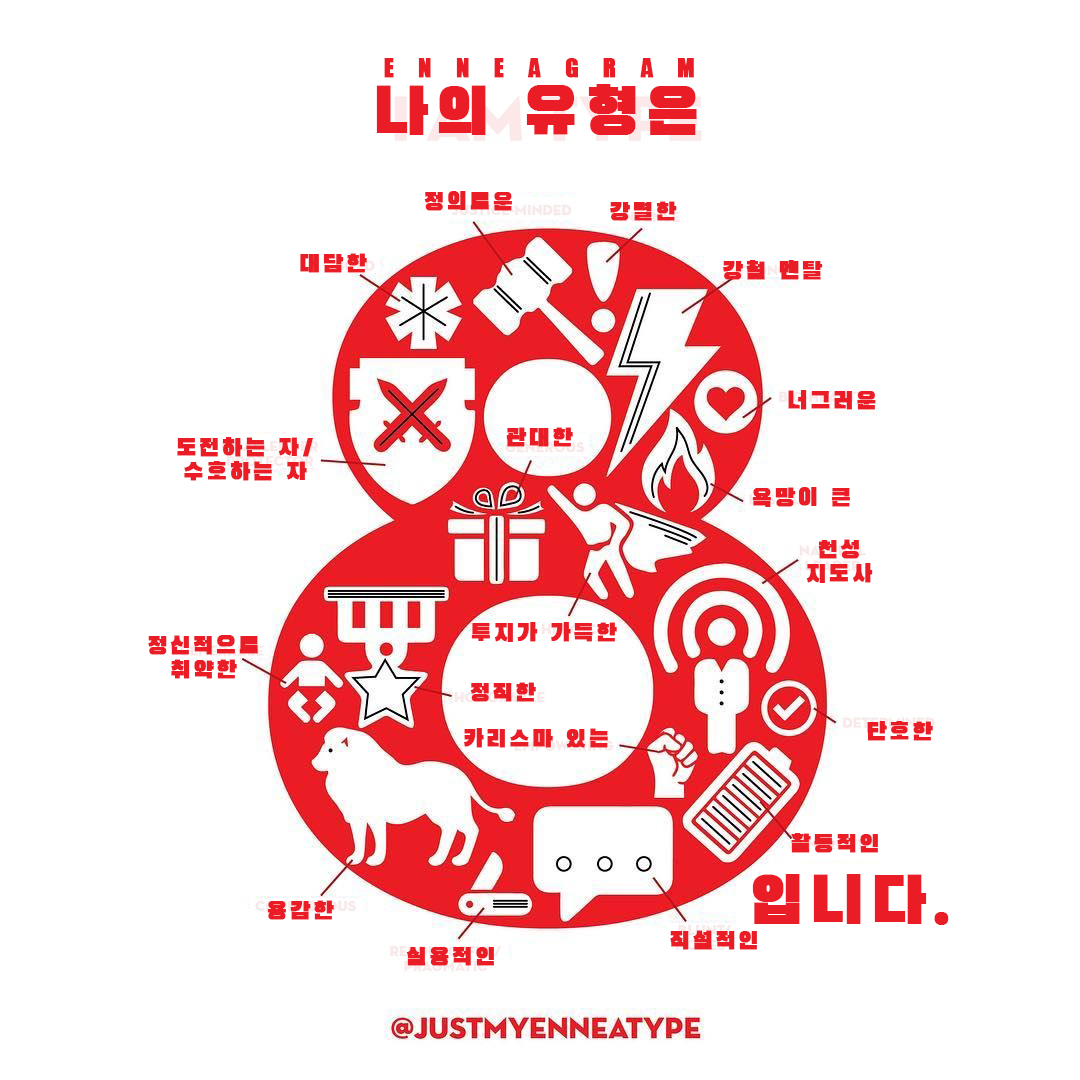 ENNEAGRAM
나의 유형은
정의로운
강렬한
대담한
강철 멘탈
너그러운
관대한
도전하는 자/
수호하는 자
욕망이 큰
천성
지도사
투지가 가득한
정신적으로
취약한
정직한
단호한
카리스마 있는
활동적인
입니다.
용감한
직설적인
실용적인
@JUSTMYENNEATYPE